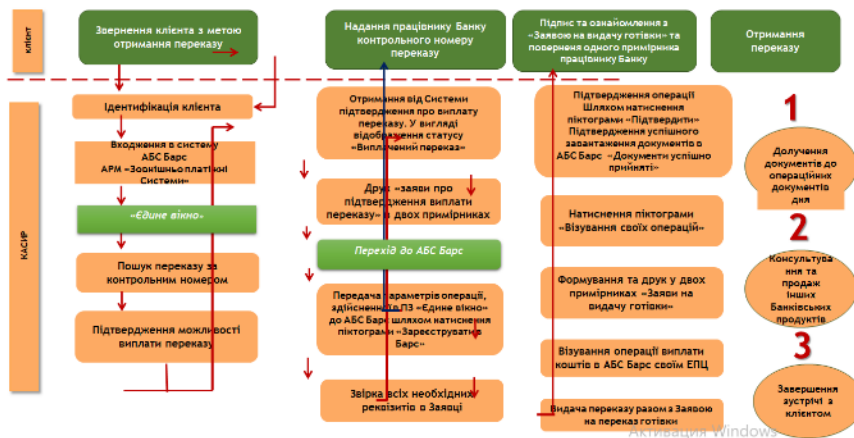 КЛІЄНТ
Звернення клієнта з метою
отримання переказу
Надання працівнику Банку
контрольного номеру
переказу
Підпис та ознайомлення з
«Заявою на видачу готівки» та
поверненя одного примірника
працівнику Банку
Отримання
переказу
КАСИР
Ідентифікація клієнта
Входження в систему
АБС Барс
АРМ «Зовнішньо платіжні
Системи»
«Єдине вікно»
Пошук переказу за
контрольним номером
Підтвердження можливості
виплати переказу
Отримання від Системи
підтвердження про виплату
переказу. У вигляді
відображення статусу
«Виплачений переказ»
Друк «заяви про
підтвердження виплати
переказу» в двох примірниках
Перехід до АБС Барс
Передача параметрів операції,
здійсненної в ПЗ «Єдине вікно»
до АБС Барс шляхом натиснення
піктограми «Зареєструвати в
Барс»
Звірка всіх необхідних
реквізитів в Заявці
Підтвердження операції
Шляхом натиснення
піктограми «Підтвердити»
Підтвердження успішного
завантаження документів в
АБС Барс «Документи успішно
прийняті»
Натиснення піктограми
«Візування своїх операцій»
Формування та друк у двох
примірниках «Заяви на
видачу готівки»
Візування операції виплати
коштів в АБС Барс своїм ЕПЦ
Видача переказу разом з Заявою
на переказ готівки
1
Долучення
документів до
операційних
документів
дня
2
Консультува
ння та
продаж
інших
Банківських
продуктів
3
Завершення
зустрічі з
клієнтом
Активация Windows